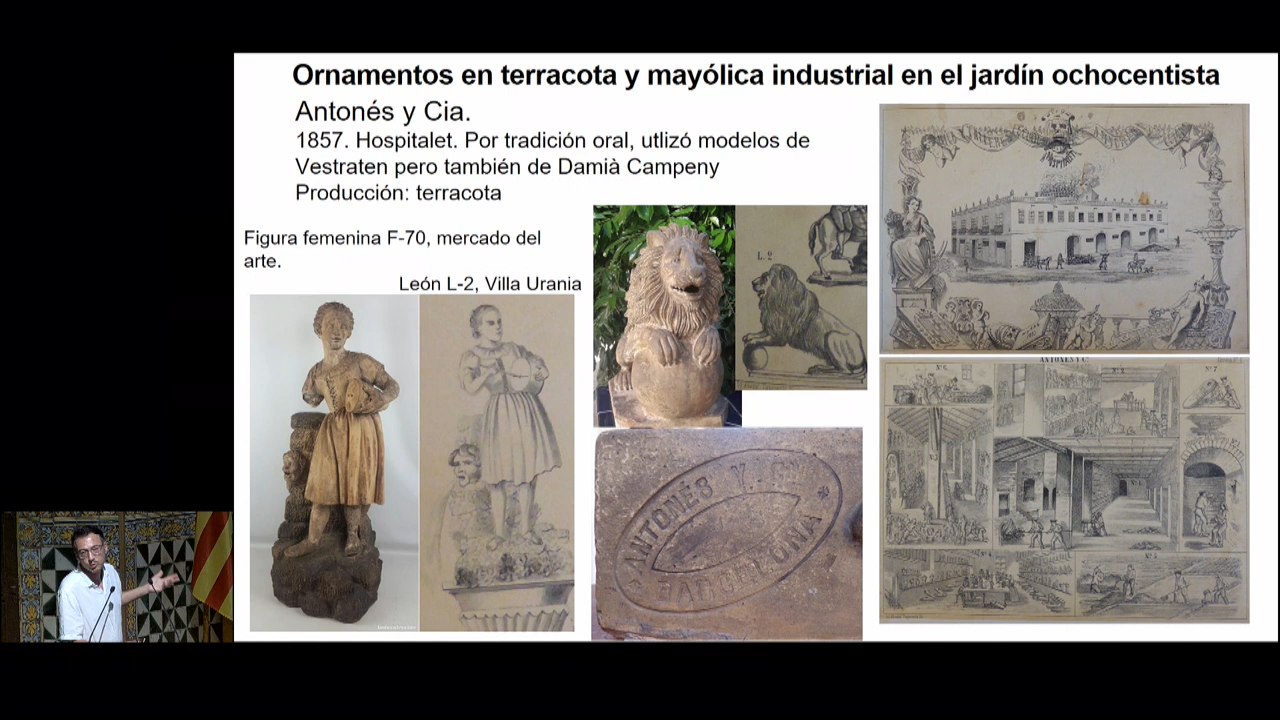 Ornamentos en terracota y mayólica industrial en el jardín ochocentista
Antonés y Cia.
1857. Hospitalet. Por tradición oral, utlizó modelos de
Vestraten pero también de Damià Campeny
Producción: terracota
Figura femenina F-70, mercado del
arte.
León L-2, Villa Urania
L.2
ANTONÉS Y Cª
BARCELONA
ANTONES Y Cª
Nº 6
Nº 7